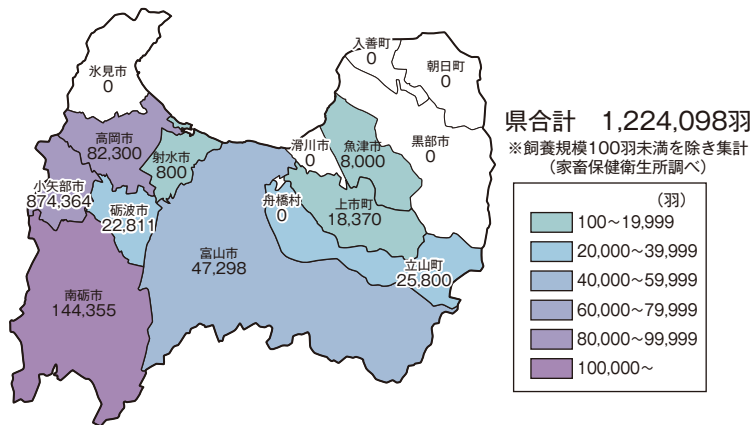 入善町
0
朝日町
0
氷見市
0
県合計 1,224,098羽
※飼養規模100羽未満を除き集計
（家畜保健衛生所調べ）
高岡市
82,300
射水市
800
滑川市
0
魚津市
8,000
黒部市
0
小矢部市
874,364
砺波市
22,811
舟橋村
0
上市町
18,370
富山市
47,298
立山町
25,800
南砺市
144,355
（羽）
100～19,999
20,000～39,999
40,000～59,999
60,000～79,999
80,000～99,999
100,000～